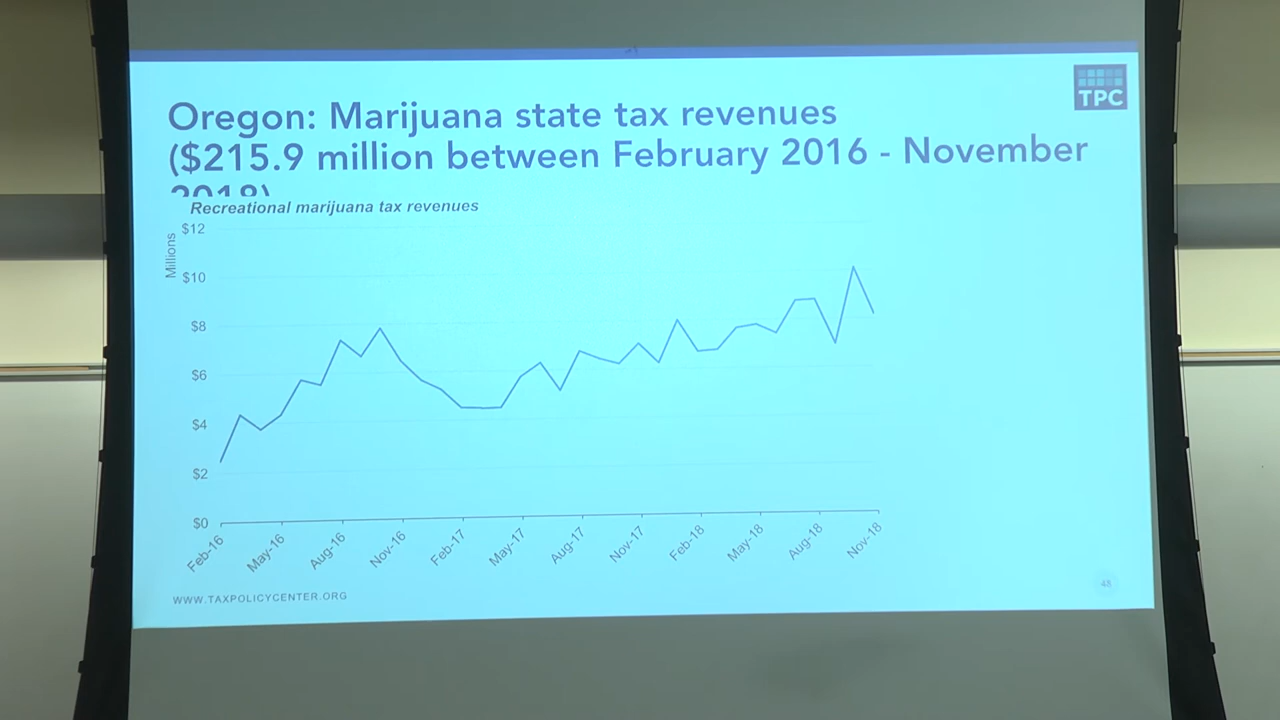 TPC
Oregon: Marijuana state tax revenues
($215.9 million between February 2016 - November
2018)
Recreational marijuana tax revenues
Millions
$12
$10
$8
$6
$4
$2
$0
Feb-16
May-16
Aug-16
Nov-16
Feb-17
May-17
Aug-17
Nov-17
Feb-18
May-18
Aug-18
Nov-18
WWW.TAXPOLICYCENTER.ORG